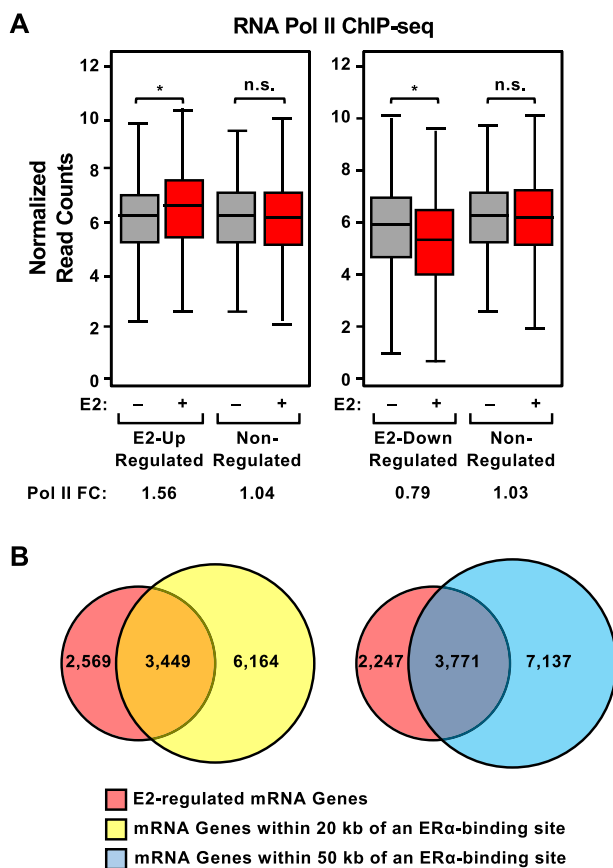 A
RNA Pol II ChIP-seq
Normalized
Read Counts
12
10
8
6
4
2
0
*
n.s.
12
10
8
6
4
2
0
*
n.s.
E2: – + – + – + – +
E2-Up Non- E2-Down Non-
Regulated Regulated Regulated Regulated
Pol II FC: 1.56 1.04 0.79 1.03
B
2,569 3,449 6,164 2,247 3,771 7,137
E2-regulated mRNA Genes
mRNA Genes within 20 kb of an ERα-binding site
mRNA Genes within 50 kb of an ERα-binding site